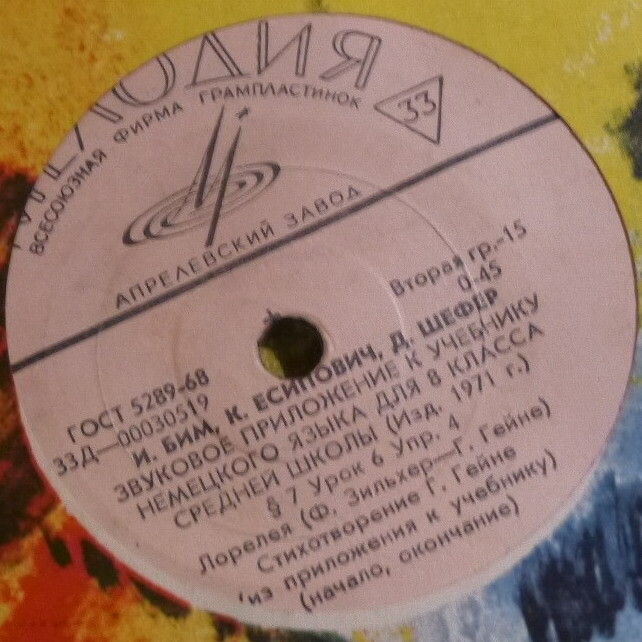 МЕЛОДИЯ
ВСЕСОЮЗНАЯ ФИРМА ГРАМПЛАСТИНОК
33
АПРЕЛЕВСКИЙ ЗАВОД
ГОСТ 5289-68
Вторая гр.-15
33Д—00030519
0-45
И. БИМ, К. ЕСИПОВИЧ, Д. ШЕФЕР
ЗВУКОВОЕ ПРИЛОЖЕНИЕ К УЧЕБНИКУ
НЕМЕЦКОГО ЯЗЫКА ДЛЯ 8 КЛАССА
СРЕДНЕЙ ШКОЛЫ (Изд. 1971 г.)
§ 7 Урок 6 Упр. 4
Лорелея (Ф. Зильхер—Г. Гейне)
Стихотворение Г. Гейне
из приложения к учебнику)
(начало, окончание)